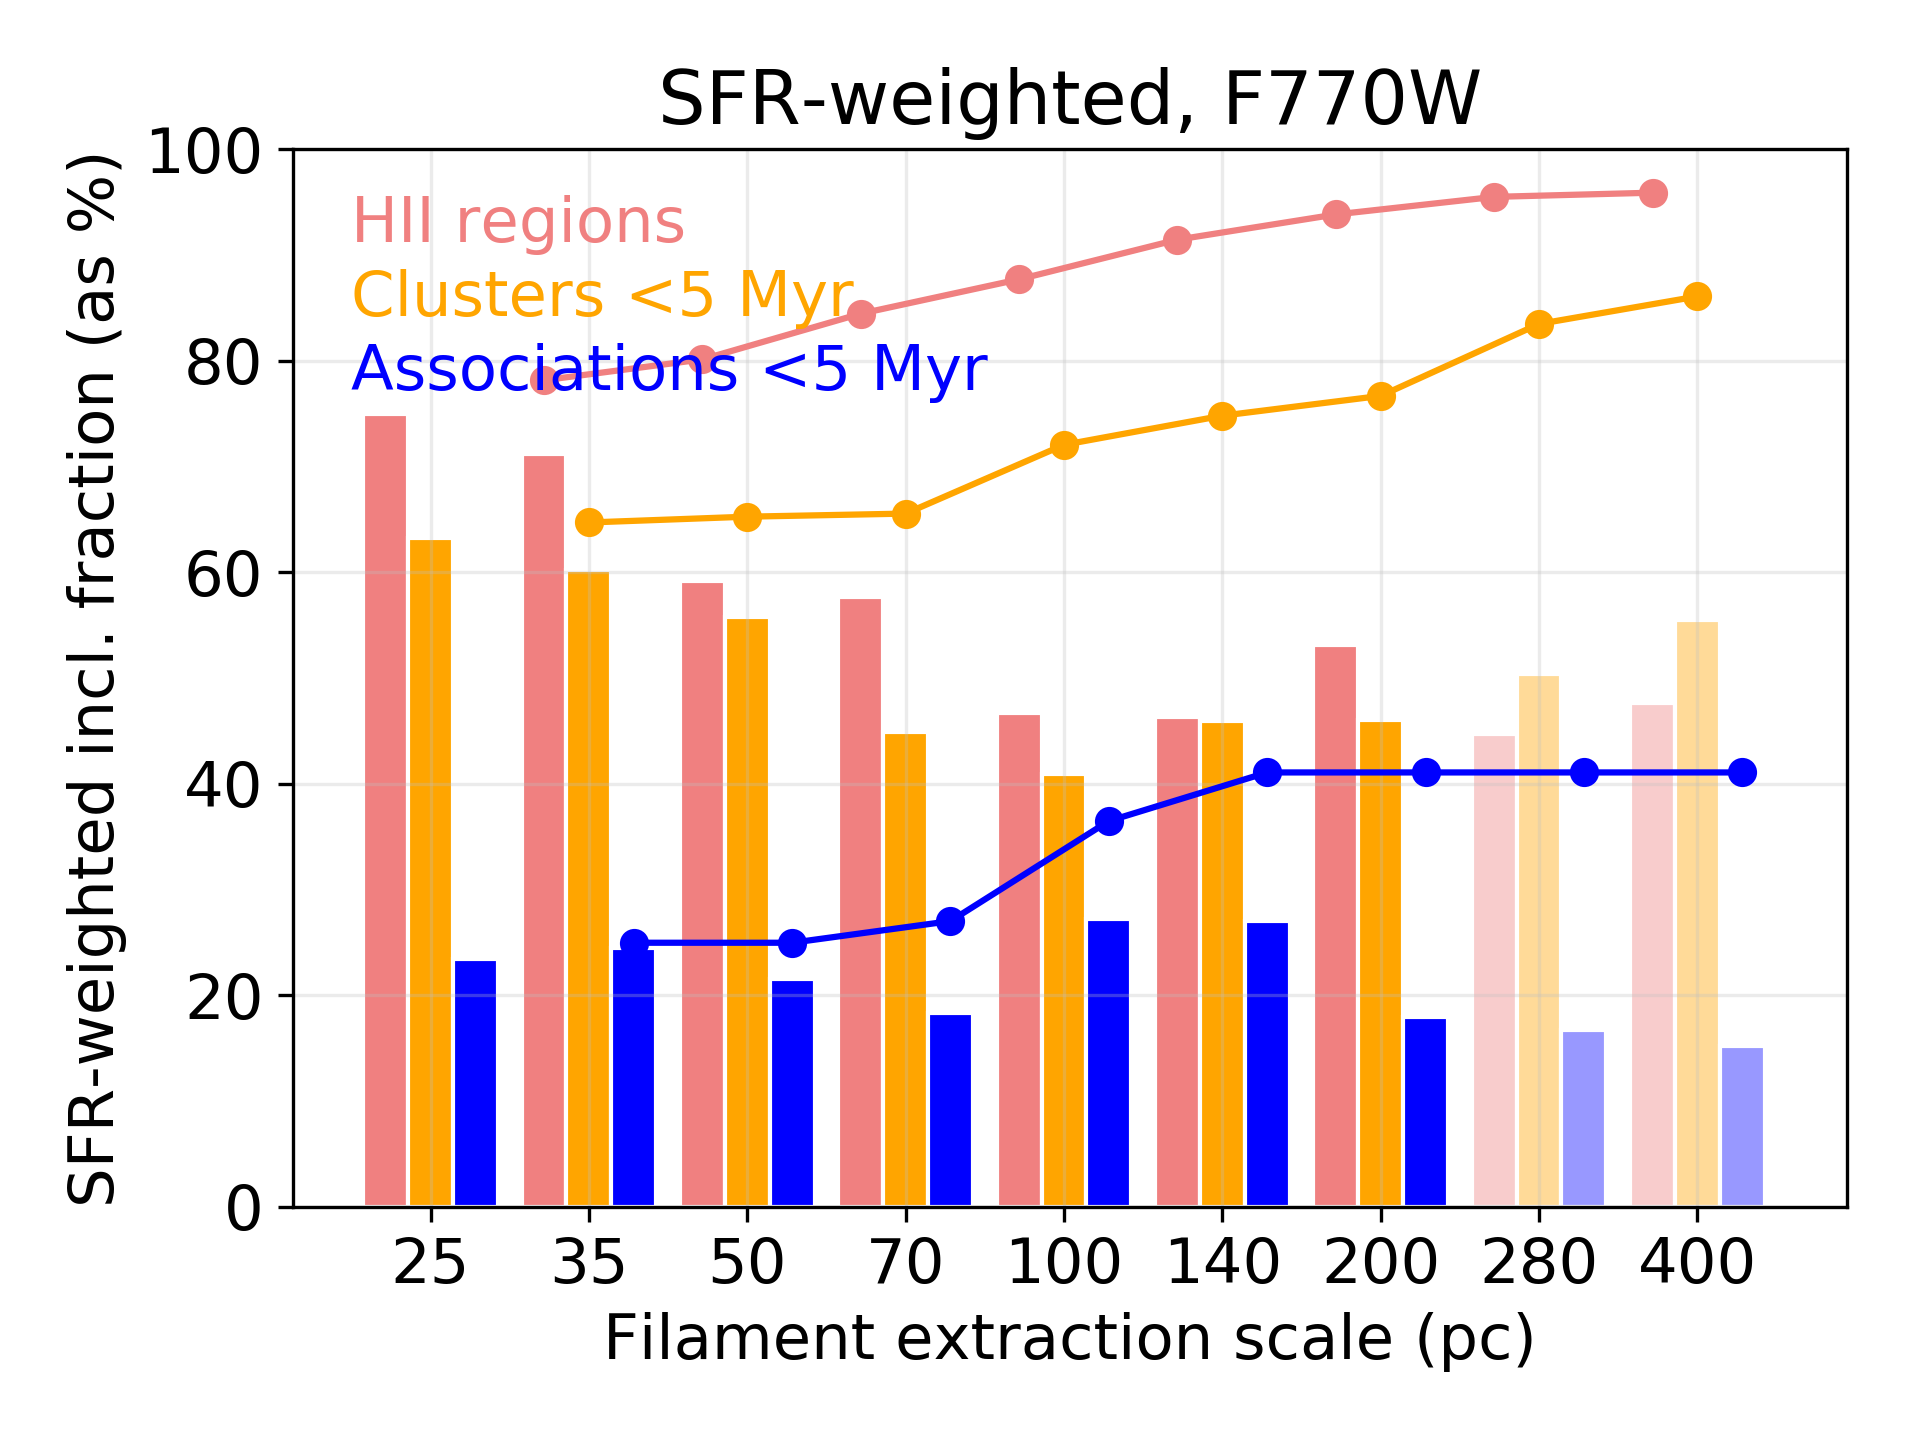 SFR-weighted, F770W
SFR-weighted incl. fraction (as %)
100
80
60
40
20
0
HII regions
Clusters <5 Myr
Associations <5 Myr
25 35 50 70 100 140 200 280 400
Filament extraction scale (pc)